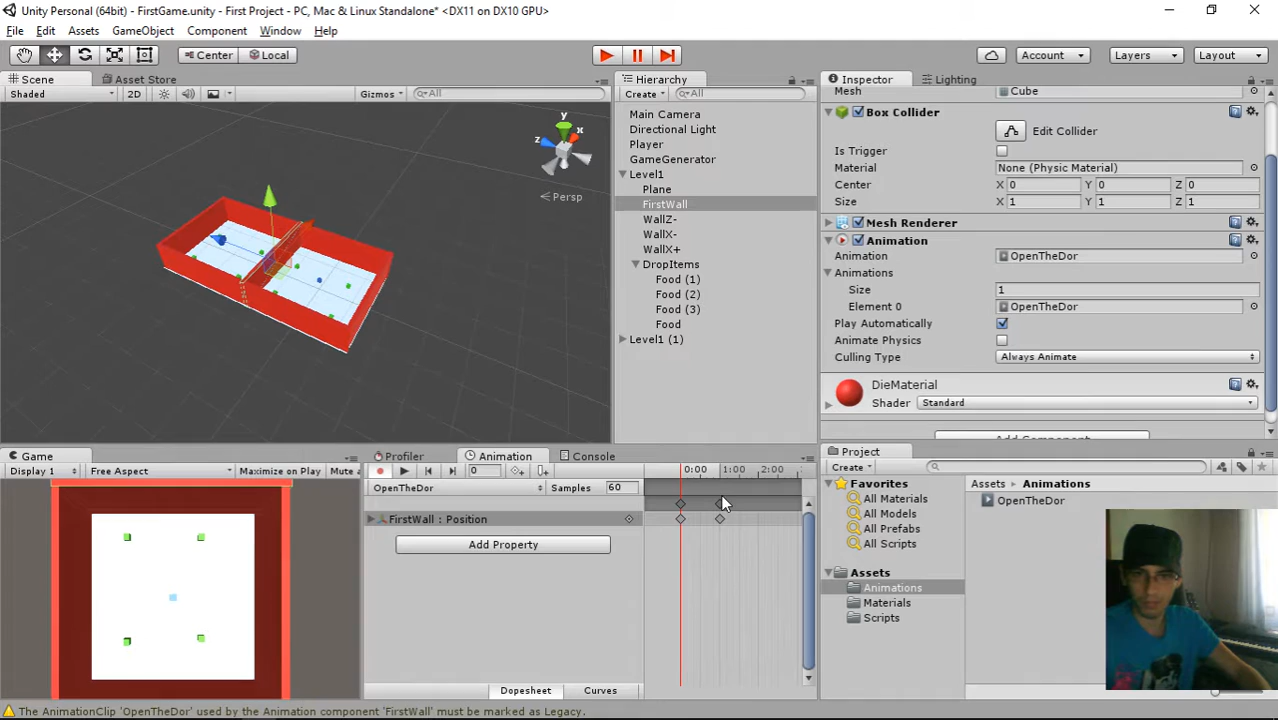 Unity Personal (64bit) - FirstGame.unity - First Project - PC, Mac & Linux Standalone* <DX11 on DX10 GPU>
File Edit Assets GameObject Component Window Help
Center Local Account Layers Layout
Scene Asset Store
Shaded 2D Gizmos All
y x z
Persp
Hierarchy
Create All
Main Camera
Directional Light
Player
GameGenerator
Level1
Plane
FirstWall
WallZ-
WallX-
WallX+
DropItems
Food (1)
Food (2)
Food (3)
Food
Level1 (1)
Inspector Lighting
Mesh Cube
Box Collider
Edit Collider
Is Trigger
Material None (Physic Material)
Center X 0 Y 0 Z 0
Size X 1 Y 1 Z 1
Mesh Renderer
Animation
Animation OpenTheDor
Animations
Size 1
Element 0 OpenTheDor
Play Automatically
Animate Physics
Culling Type Always Animate
DieMaterial
Shader Standard
Add Component
Game
Display 1 Free Aspect Maximize on Play Mute
Profiler Animation Console
0 0:00 1:00 2:00
OpenTheDor Samples 60
FirstWall : Position
Add Property
Dopesheet Curves
Project
Create
Favorites
All Materials
All Models
All Prefabs
All Scripts
Assets
Animations
Materials
Scripts
Assets Animations
OpenTheDor
The AnimationClip 'OpenTheDor' used by the Animation component 'FirstWall' must be marked as Legacy.